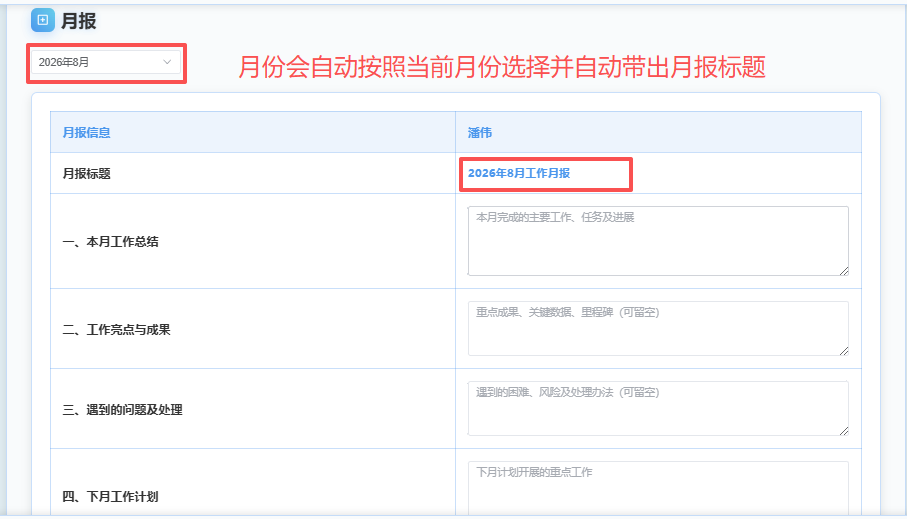 月报
2026年8月
月份会自动按照当前月份选择并自动带出月报标题
月报信息
潘伟
月报标题
2026年8月工作月报
一、本月工作总结
本月完成的主要工作、任务及进展
二、工作亮点与成果
重点成果、关键数据、里程碑（可留空）
三、遇到的问题及处理
遇到的困难、风险及处理办法（可留空）
四、下月工作计划
下月计划开展的重点工作